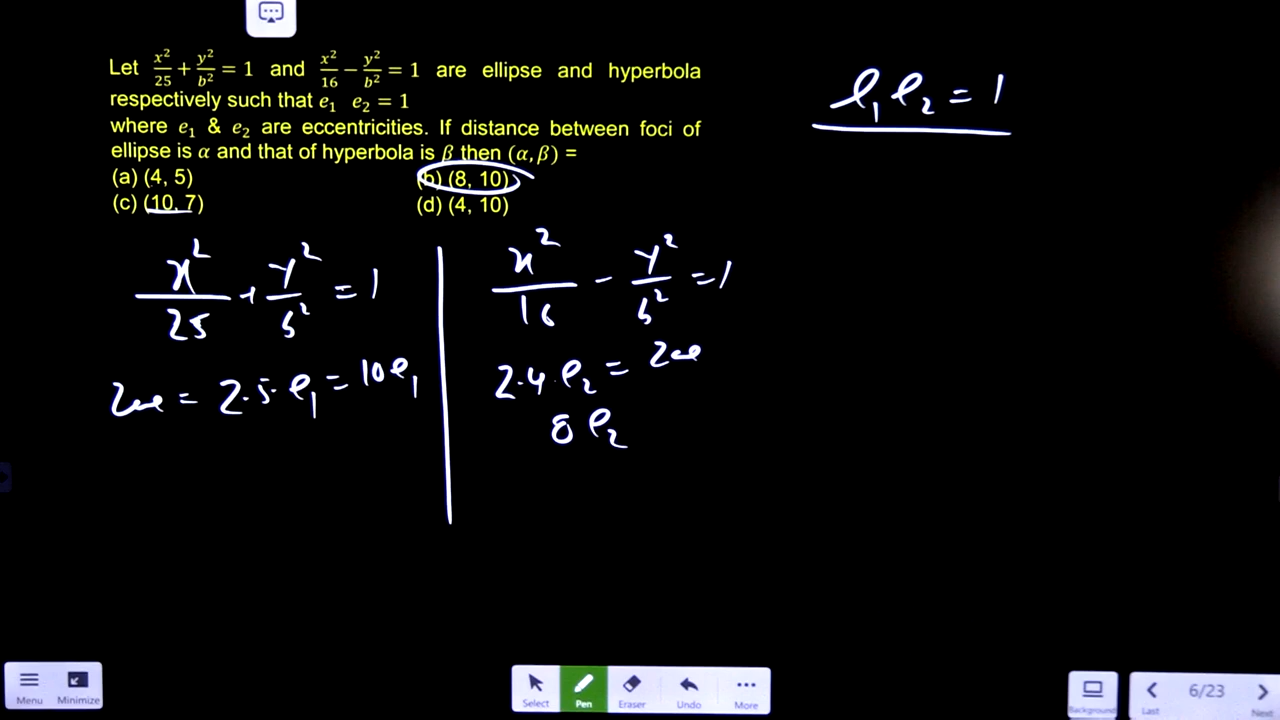 Let x²/25 + y²/b² = 1 and x²/16 − y²/b² = 1 are ellipse and hyperbola
respectively such that e₁ e₂ = 1
where e₁ & e₂ are eccentricities. If distance between foci of
ellipse is α and that of hyperbola is β then (α, β) =
(a) (4, 5)
(b) (8, 10)
(c) (10, 7)
(d) (4, 10)
e₁e₂ = 1
x²/25 + y²/b² = 1
2ae = 2·5·e₁ = 10e₁
x²/16 − y²/b² = 1
2·4·e₂ = 2ae
8e₂
Menu
Minimize
Select
Pen
Eraser
Undo
More
Background
Last
6/23
Next